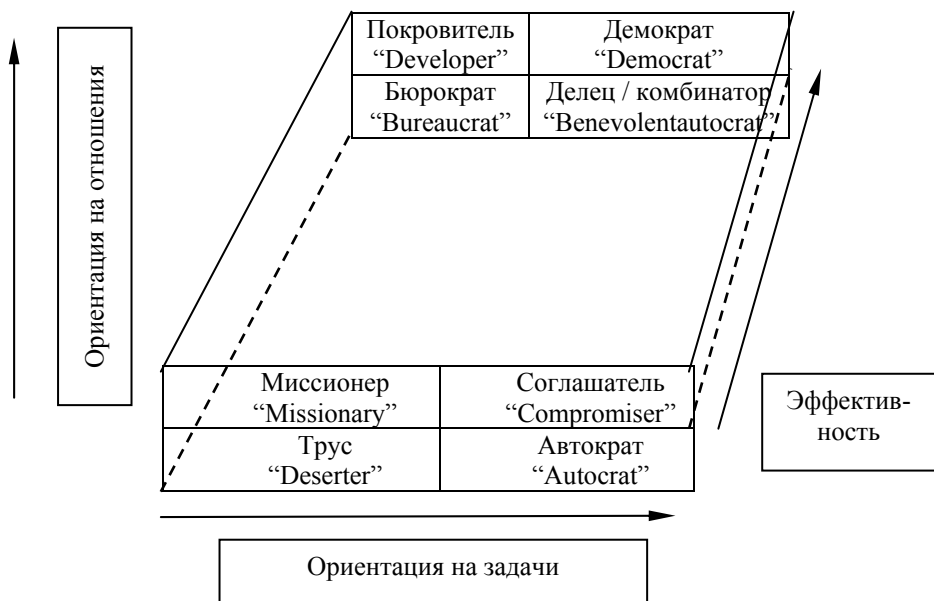 Ориентация на отношения
Покровитель
“Developer”
Демократ
“Democrat”
Бюрократ
“Bureaucrat”
Делец / комбинатор
“Benevolentautocrat”
Миссионер
“Missionary”
Соглашатель
“Compromiser”
Трус
“Deserter”
Автократ
“Autocrat”
Эффектив-
ность
Ориентация на задачи